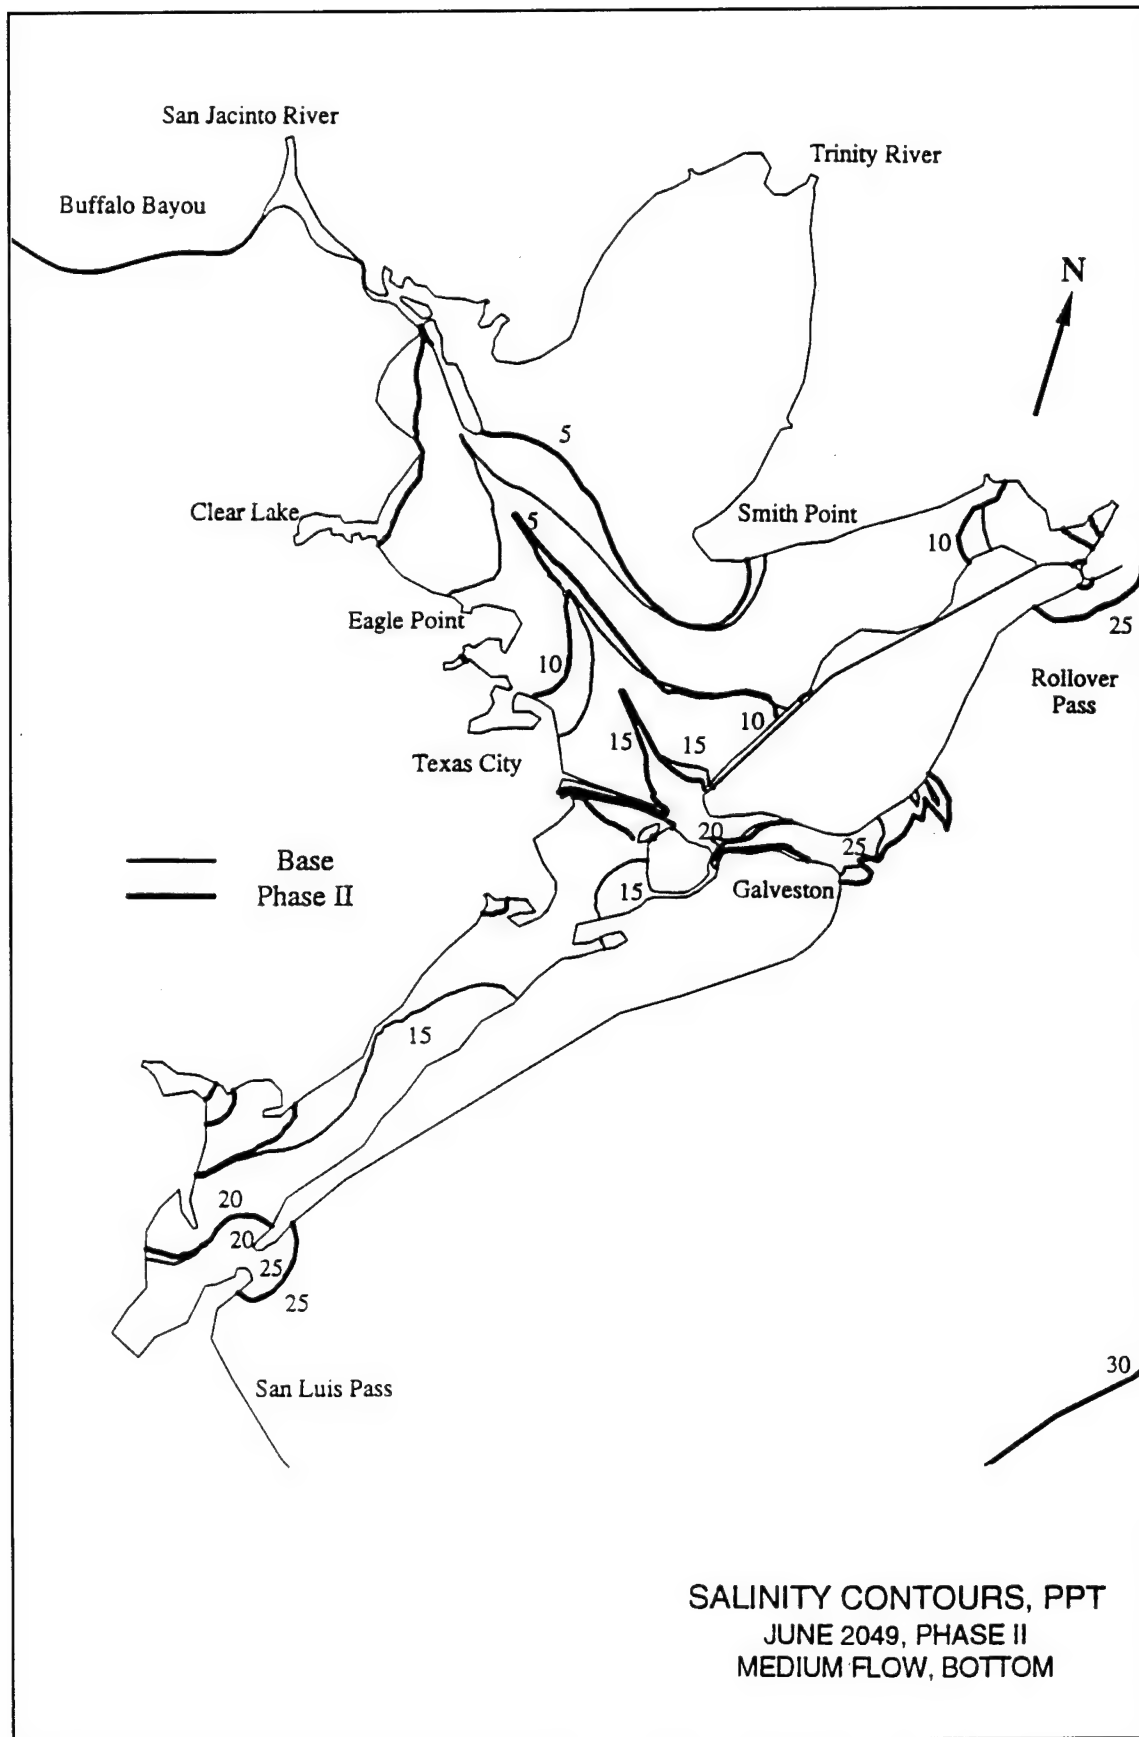 San Jacinto River
Trinity River
Buffalo Bayou
N
5
Clear Lake
5
Smith Point
10
Eagle Point
25
10
Rollover
Pass
10
15
15
Texas City
20
25
Base
Phase II
15
Galveston
15
20
20
25
25
30
San Luis Pass
SALINITY CONTOURS, PPT
JUNE 2049, PHASE II
MEDIUM FLOW, BOTTOM